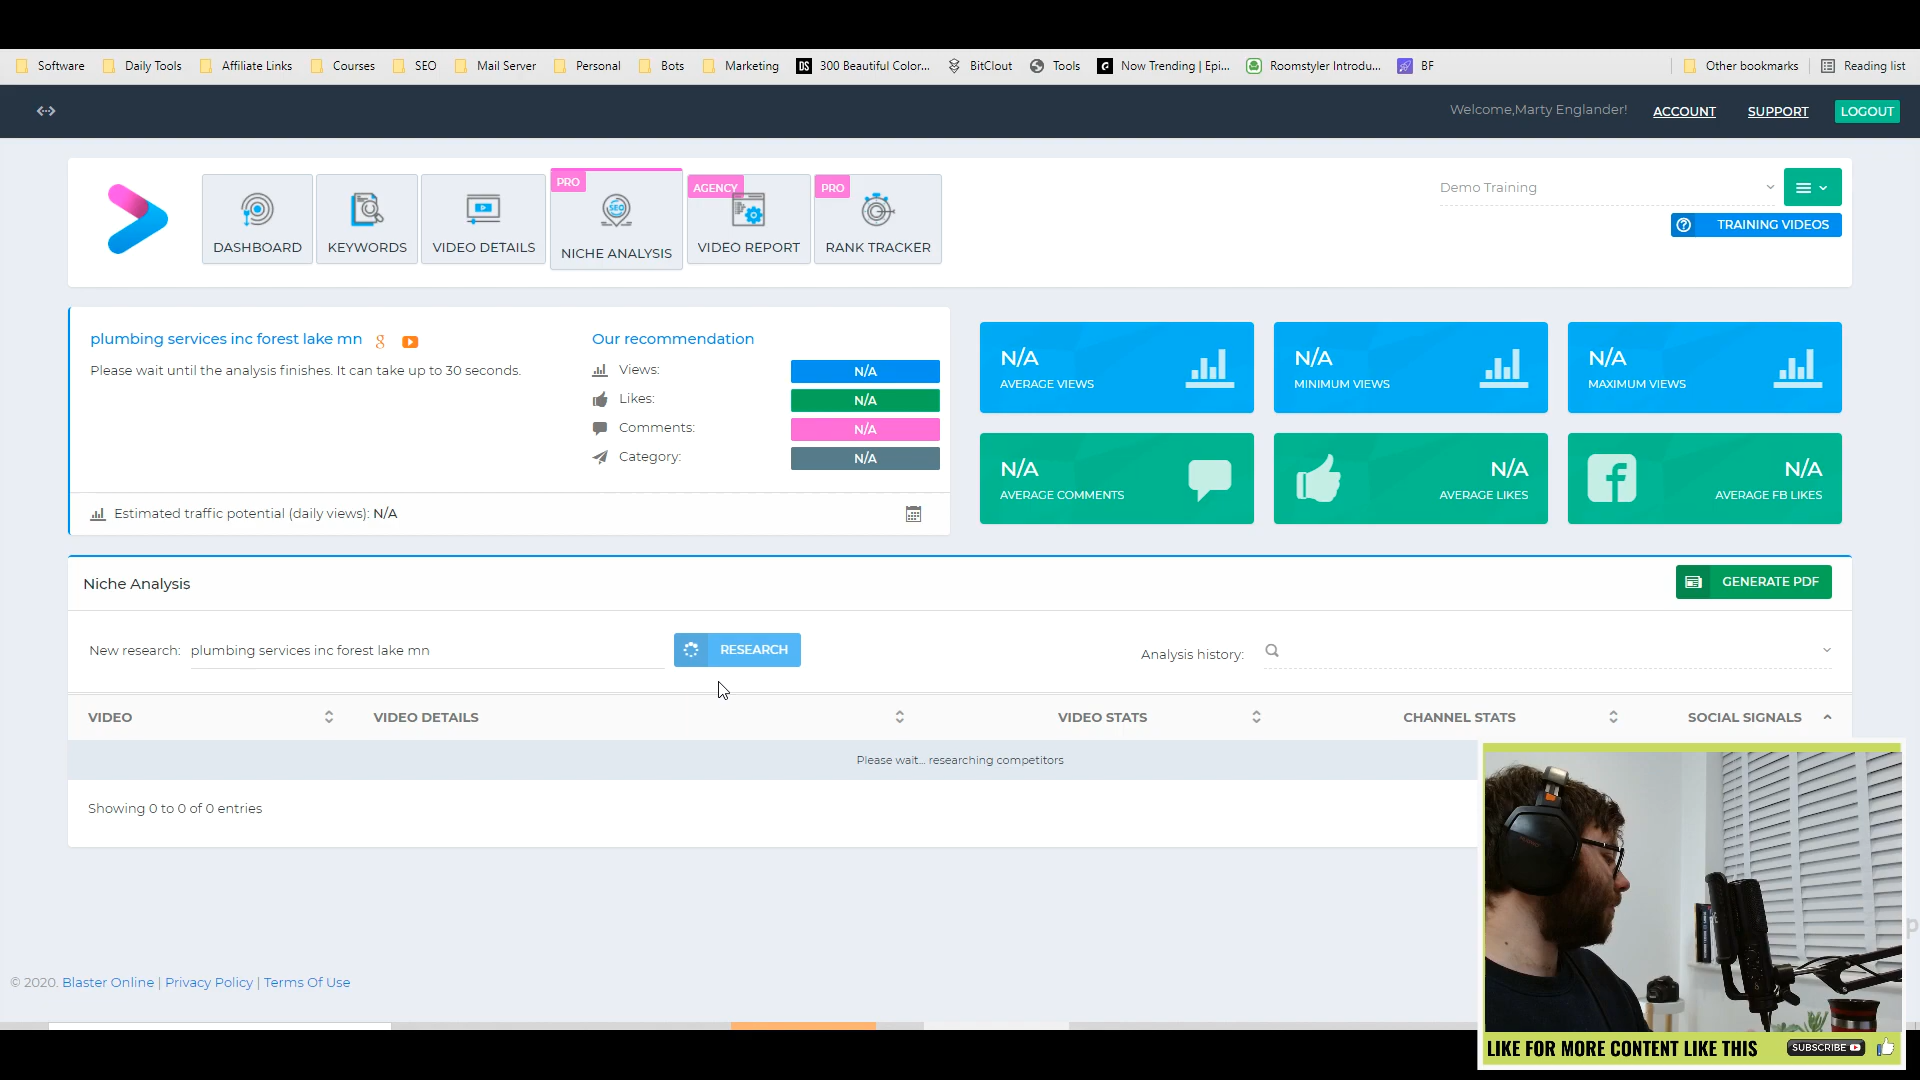 Software
Daily Tools
Affiliate Links
Courses
SEO
Mail Server
Personal
Bots
Marketing
DS
300 Beautiful Color...
BitClout
Tools
Now Trending | Epi...
Roomstyler Introdu...
BF
Other bookmarks
Reading list
Welcome,Marty Englander!
ACCOUNT
SUPPORT
LOGOUT
DASHBOARD
KEYWORDS
VIDEO DETAILS
PRO
SEO
NICHE ANALYSIS
AGENCY
VIDEO REPORT
PRO
RANK TRACKER
Demo Training
TRAINING VIDEOS
plumbing services inc forest lake mn
Please wait until the analysis finishes. It can take up to 30 seconds.
Our recommendation
Views: N/A
Likes: N/A
Comments: N/A
Category: N/A
Estimated traffic potential (daily views): N/A
N/A
AVERAGE VIEWS
N/A
MINIMUM VIEWS
N/A
MAXIMUM VIEWS
N/A
AVERAGE COMMENTS
N/A
AVERAGE LIKES
N/A
AVERAGE FB LIKES
Niche Analysis
GENERATE PDF
New research: plumbing services inc forest lake mn
RESEARCH
Analysis history:
VIDEO
VIDEO DETAILS
VIDEO STATS
CHANNEL STATS
SOCIAL SIGNALS
Please wait... researching competitors
Showing 0 to 0 of 0 entries
© 2020. Blaster Online | Privacy Policy | Terms Of Use
LIKE FOR MORE CONTENT LIKE THIS
SUBSCRIBE